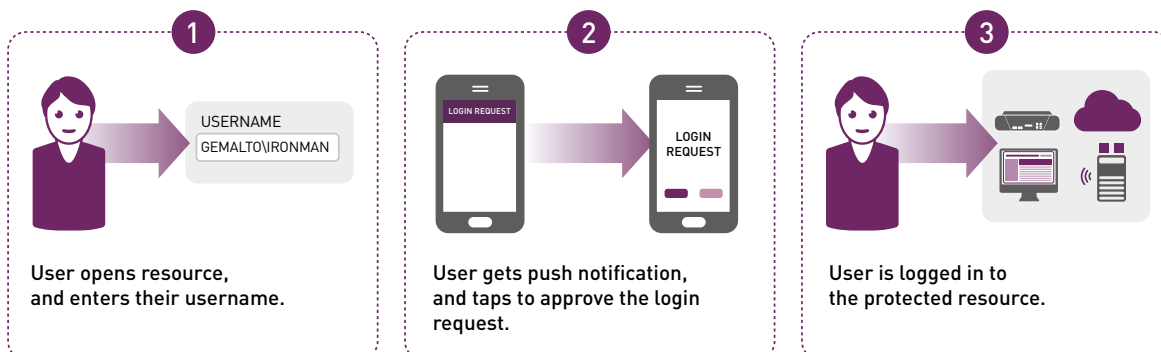 1
USERNAME
GEMALTO\IRONMAN
User opens resource,
and enters their username.
2
LOGIN REQUEST
LOGIN
REQUEST
User gets push notification,
and taps to approve the login
request.
3
User is logged in to
the protected resource.